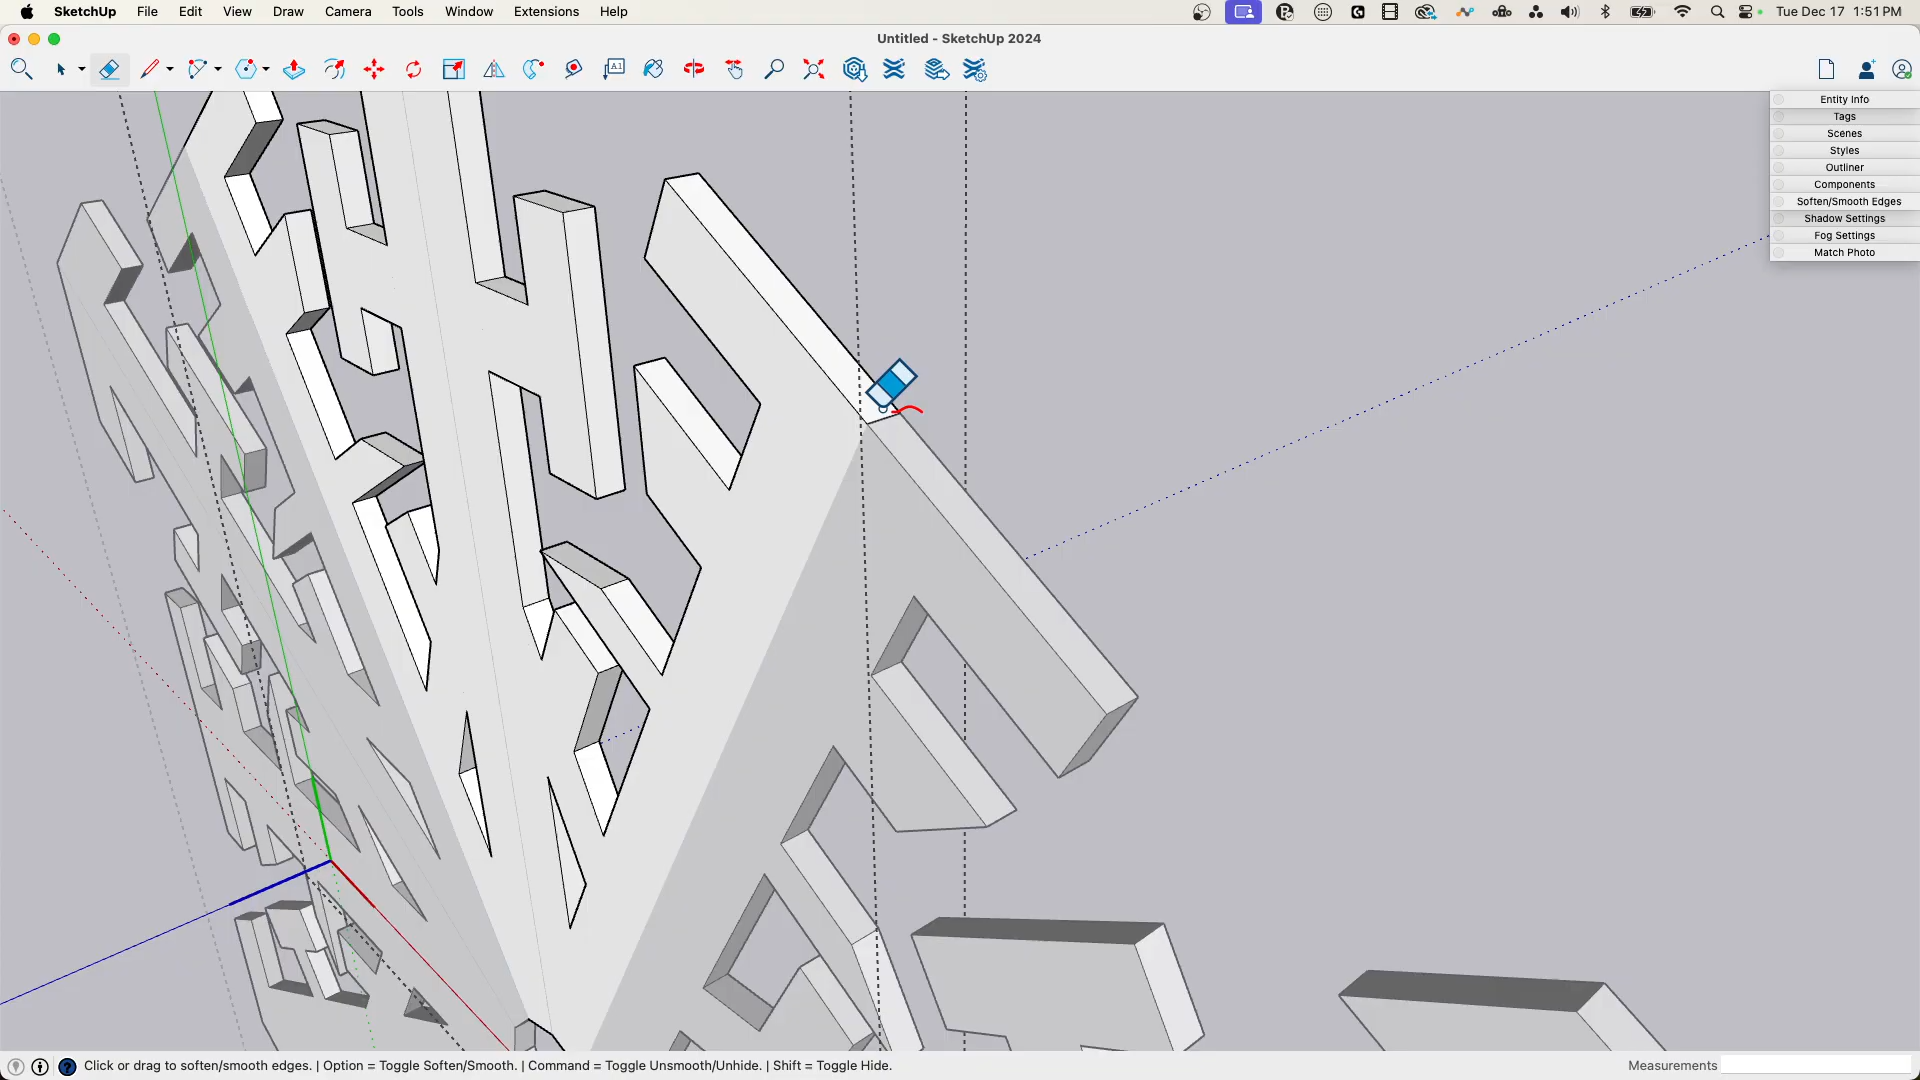 SketchUp File Edit View Draw Camera Tools Window Extensions Help Tue Dec 17 1:51 PM
Untitled - SketchUp 2024
A1
Entity Info
Tags
Scenes
Styles
Outliner
Components
Soften/Smooth Edges
Shadow Settings
Fog Settings
Match Photo
Click or drag to soften/smooth edges. | Option = Toggle Soften/Smooth. | Command = Toggle Unsmooth/Unhide. | Shift = Toggle Hide. Measurements